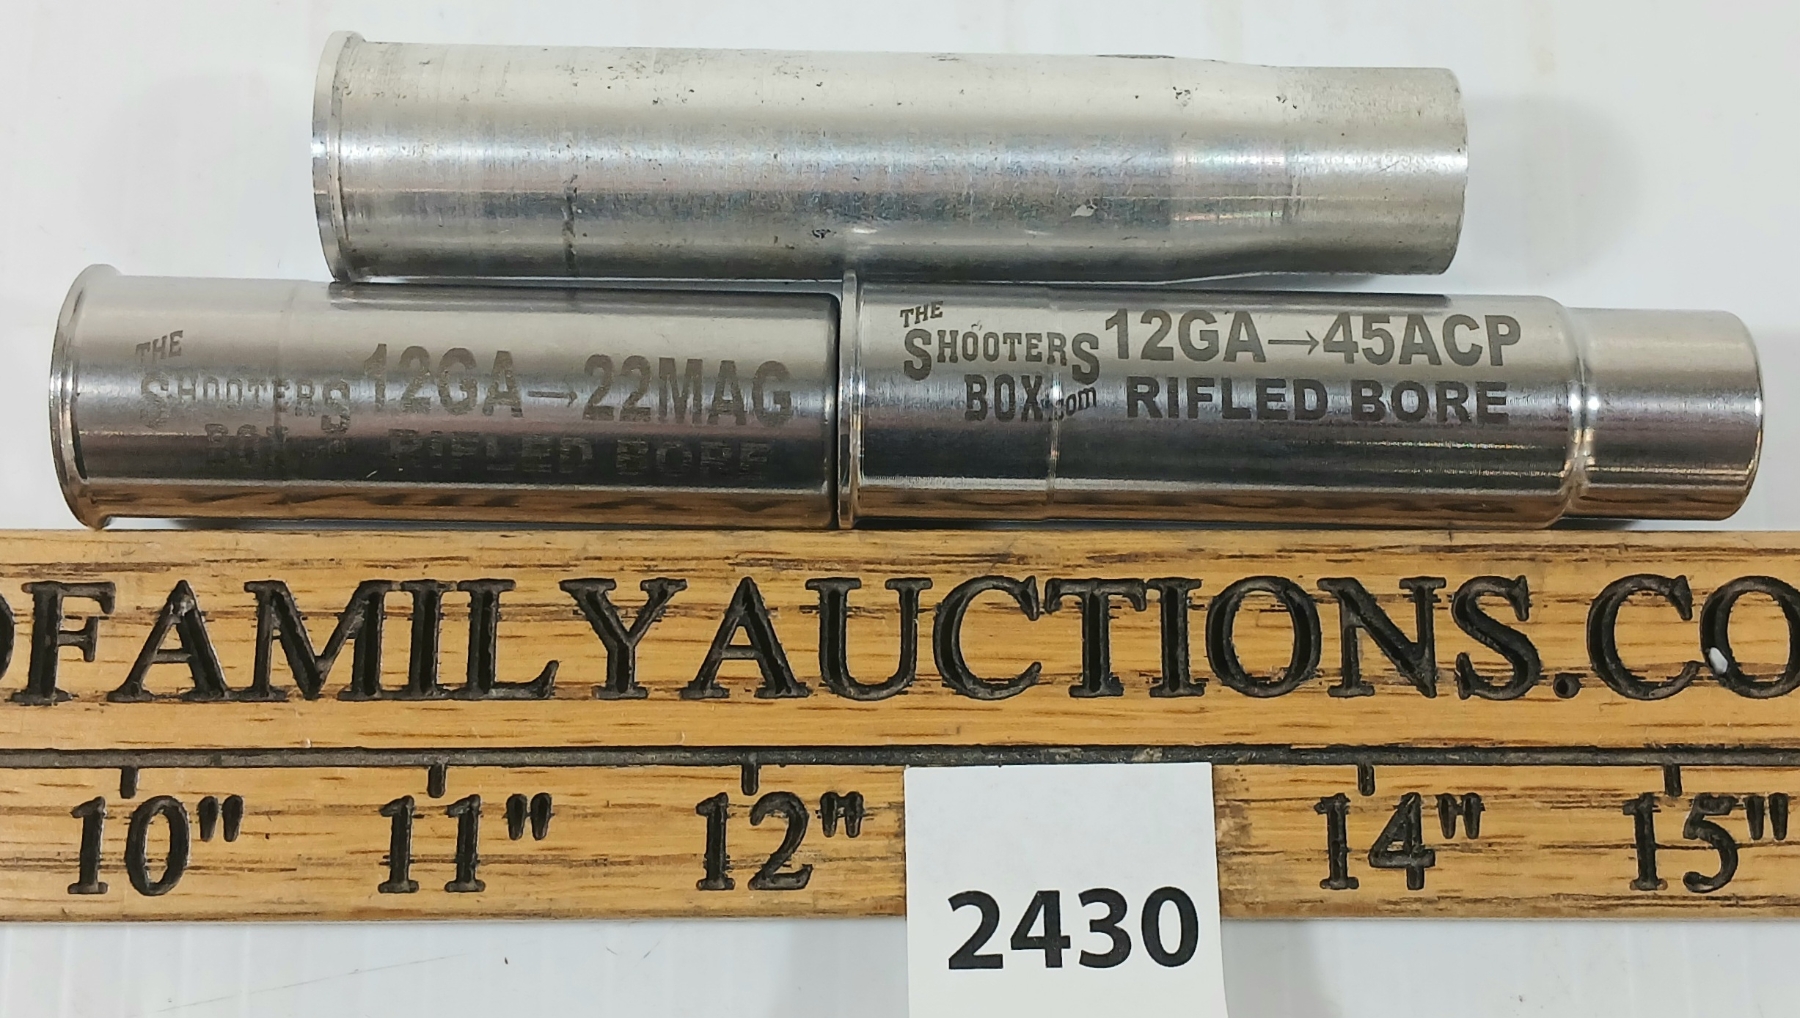 THE
SHOOTERS
BOX
12GA→22MAG
RIFLED BORE
THE
SHOOTERS
BOX.com
12GA→45ACP
RIFLED BORE
FAMILYAUCTIONS.CO
10" 11" 12" 14" 15"
2430